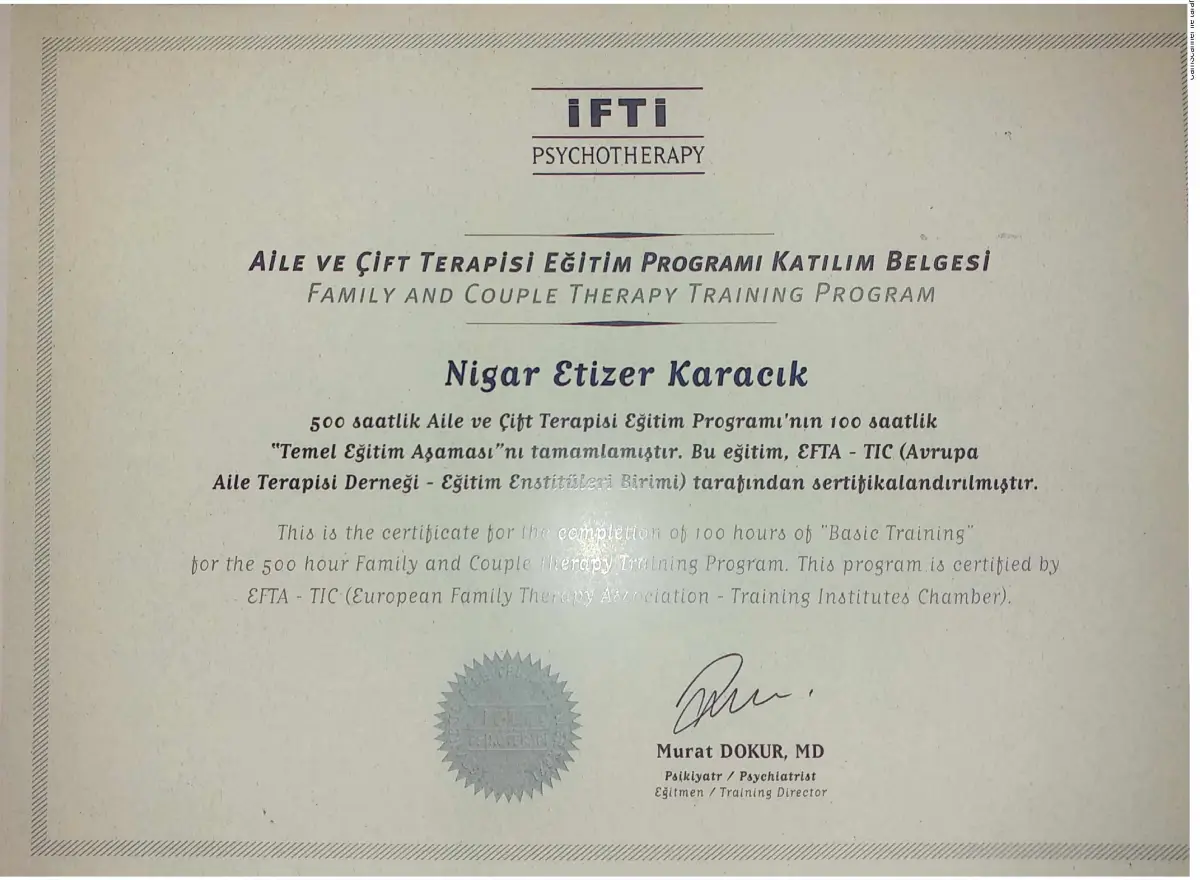 iFTi
PSYCHOTHERAPY
AİLE VE ÇİFT TERAPİSİ EĞİTİM PROGRAMI KATILIM BELGESİ
FAMILY AND COUPLE THERAPY TRAINING PROGRAM
Nigar Etizer Karacık
500 saatlik Aile ve Çift Terapisi Eğitim Programı'nın 100 saatlik
"Temel Eğitim Aşaması"nı tamamlamıştır. Bu eğitim, EFTA - TIC (Avrupa
Aile Terapisi Derneği - Eğitim Enstitüleri Birimi) tarafından sertifikalandırılmıştır.
This is the certificate for the completion of 100 hours of "Basic Training"
for the 500 hour Family and Couple Therapy Training Program. This program is certified by
EFTA - TIC (European Family Therapy Association - Training Institutes Chamber).
Murat DOKUR, MD
Psikiyatr / Psychiatrist
Eğitmen / Training Director